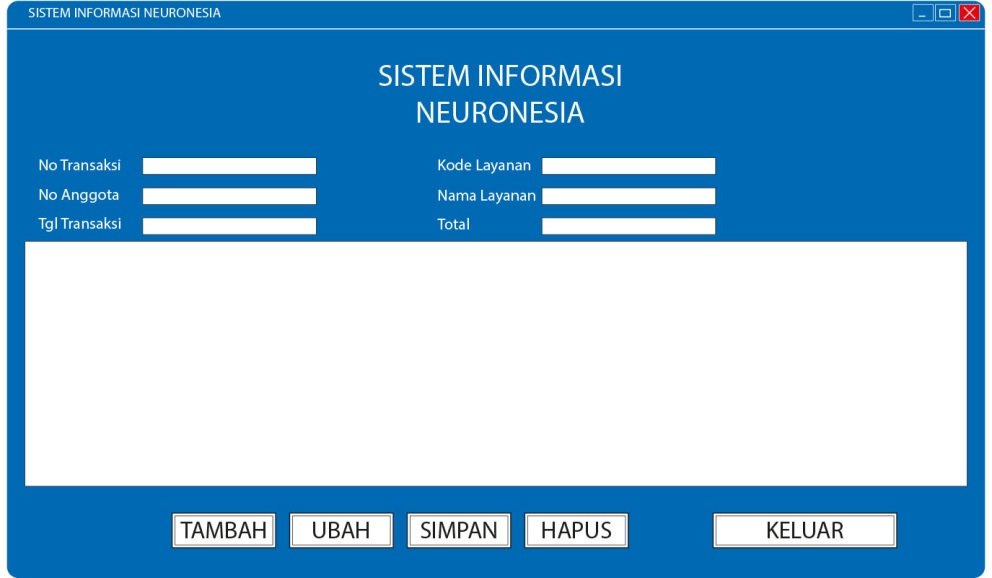 SISTEM INFORMASI NEURONESIA
SISTEM INFORMASI
NEURONESIA
No Transaksi
Kode Layanan
No Anggota
Nama Layanan
Tgl Transaksi
Total
TAMBAH
UBAH
SIMPAN
HAPUS
KELUAR